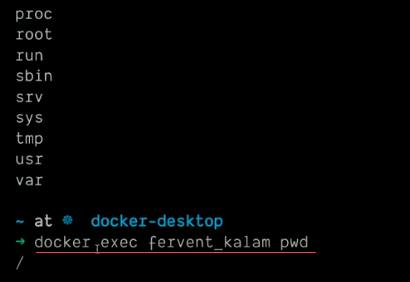 proc
root
run
sbin
srv
sys
tmp
usr
var
~ at ☸ docker-desktop
→ docker exec fervent_kalam pwd
/